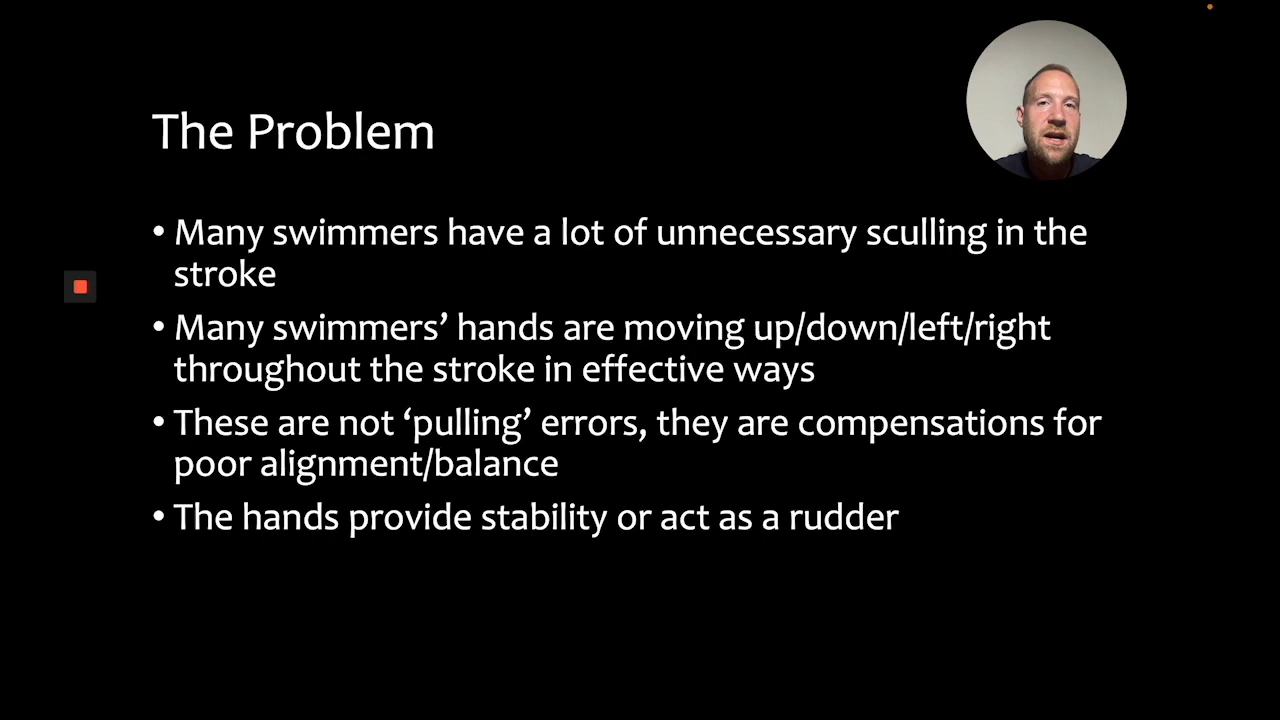 The Problem
• Many swimmers have a lot of unnecessary sculling in the
stroke
• Many swimmers’ hands are moving up/down/left/right
throughout the stroke in effective ways
• These are not ‘pulling’ errors, they are compensations for
poor alignment/balance
• The hands provide stability or act as a rudder